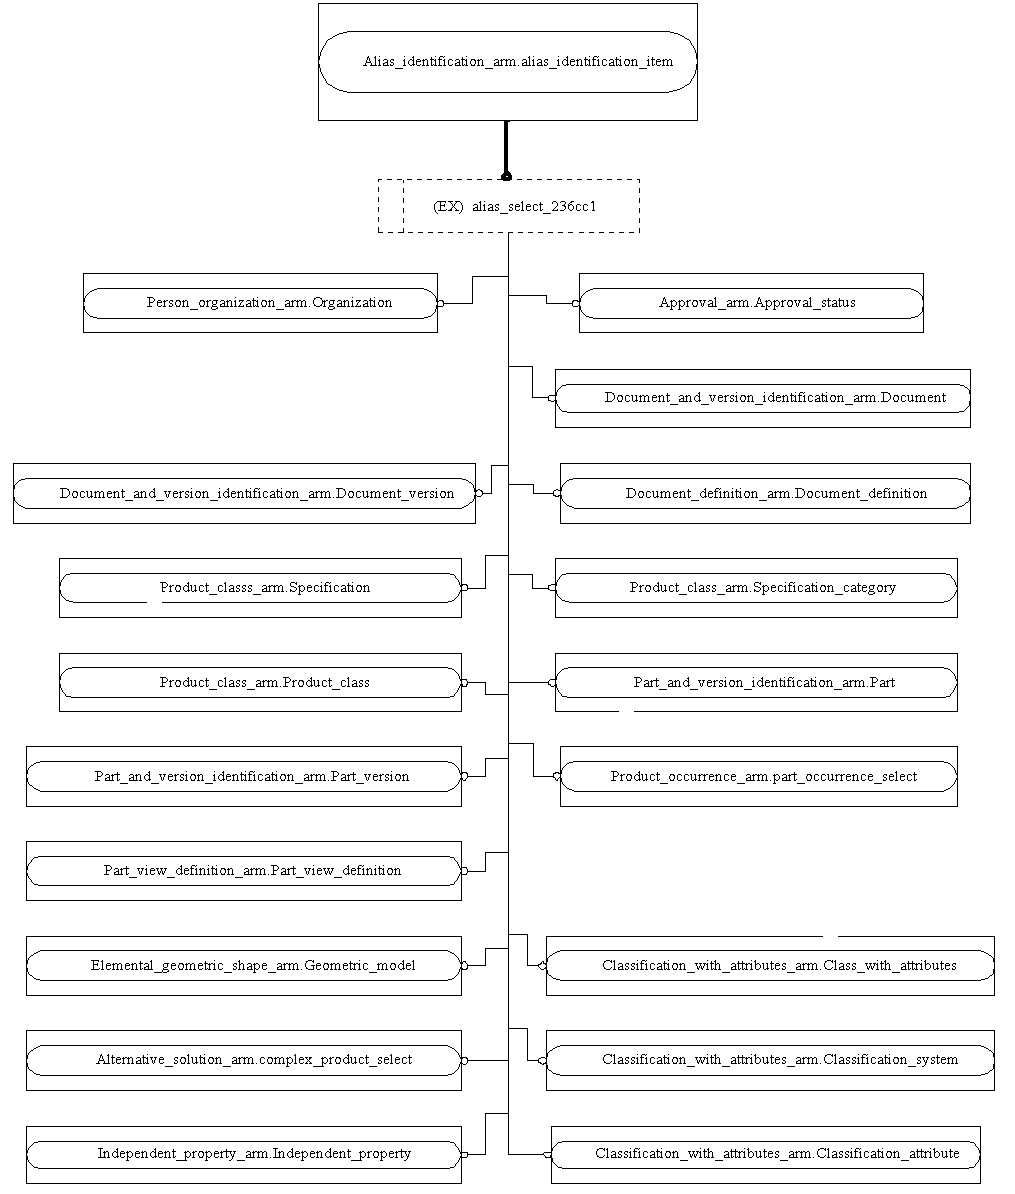 Alias_identification_arm.alias_identification_item
(EX) alias_select_236cc1
Person_organization_arm.Organization
Approval_arm.Approval_status
Document_and_version_identification_arm.Document
Document_and_version_identification_arm.Document_version
Document_definition_arm.Document_definition
Product_classs_arm.Specification
Product_class_arm.Specification_category
Product_class_arm.Product_class
Part_and_version_identification_arm.Part
Part_and_version_identification_arm.Part_version
Product_occurrence_arm.part_occurrence_select
Part_view_definition_arm.Part_view_definition
Elemental_geometric_shape_arm.Geometric_model
Classification_with_attributes_arm.Class_with_attributes
Alternative_solution_arm.complex_product_select
Classification_with_attributes_arm.Classification_system
Independent_property_arm.Independent_property
Classification_with_attributes_arm.Classification_attribute